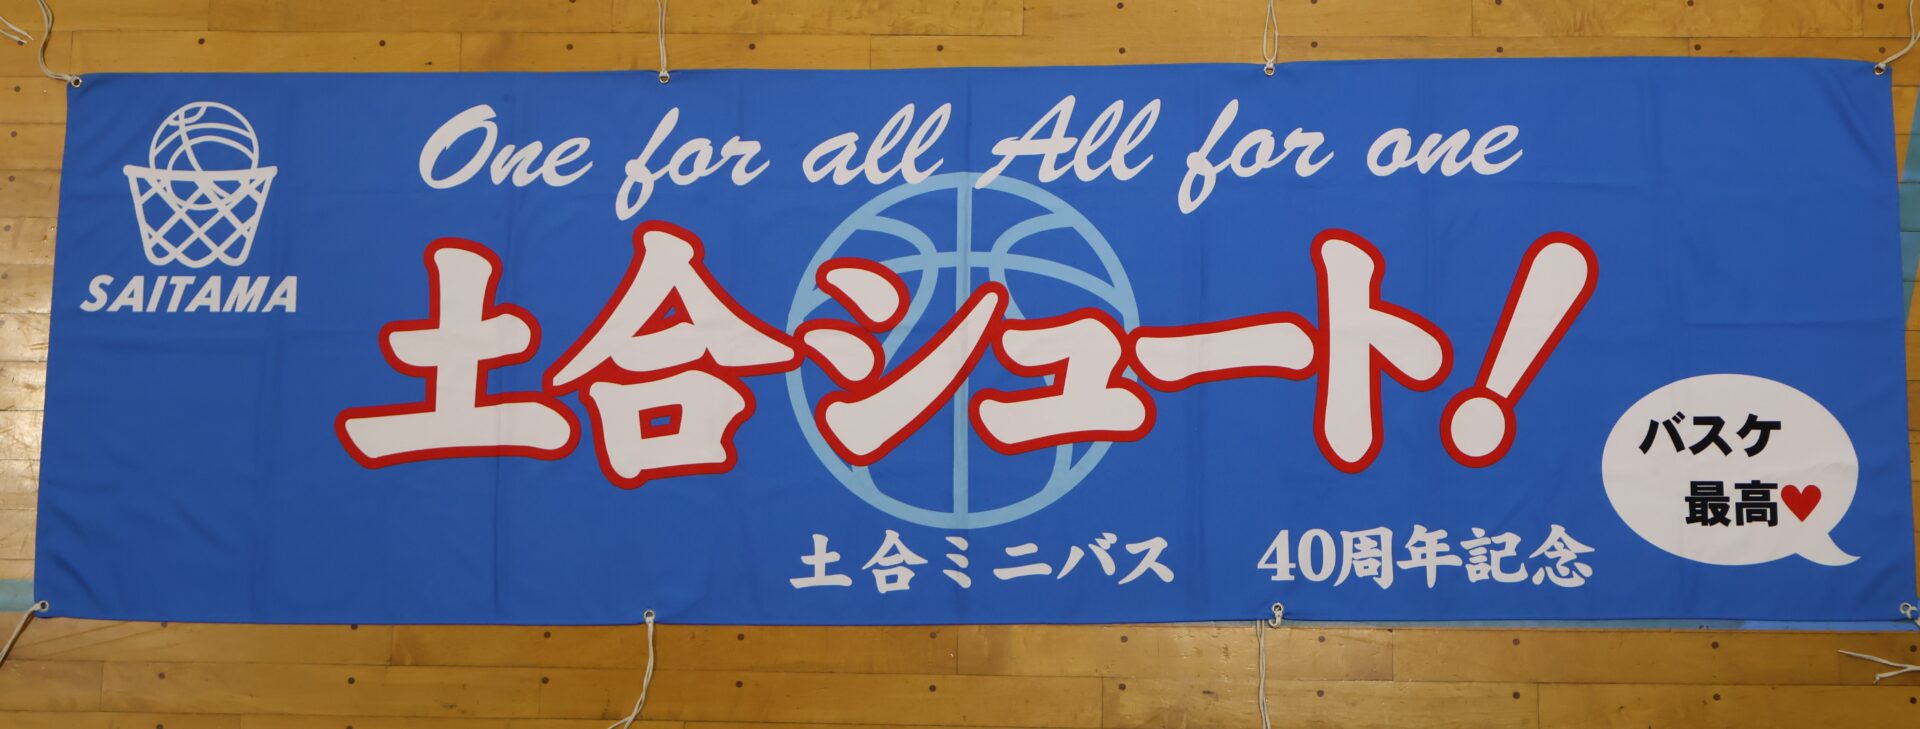 One for all All for one
SAITAMA
土合シュート!
バスケ
最高♥
土合ミニバス 40周年記念